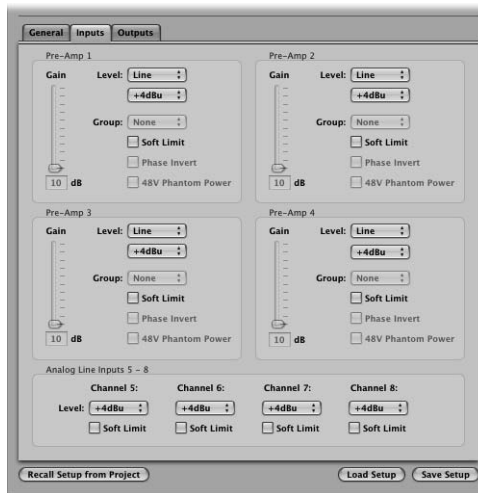 General Inputs Outputs
Pre-Amp 1
Gain Level: Line
+4dBu
Group: None
Soft Limit
Phase Invert
10 dB 48V Phantom Power
Pre-Amp 2
Gain Level: Line
+4dBu
Group: None
Soft Limit
Phase Invert
10 dB 48V Phantom Power
Pre-Amp 3
Gain Level: Line
+4dBu
Group: None
Soft Limit
Phase Invert
10 dB 48V Phantom Power
Pre-Amp 4
Gain Level: Line
+4dBu
Group: None
Soft Limit
Phase Invert
10 dB 48V Phantom Power
Analog Line Inputs 5 - 8
Channel 5: Channel 6: Channel 7: Channel 8:
Level: +4dBu +4dBu +4dBu +4dBu
Soft Limit Soft Limit Soft Limit Soft Limit
Recall Setup from Project Load Setup Save Setup